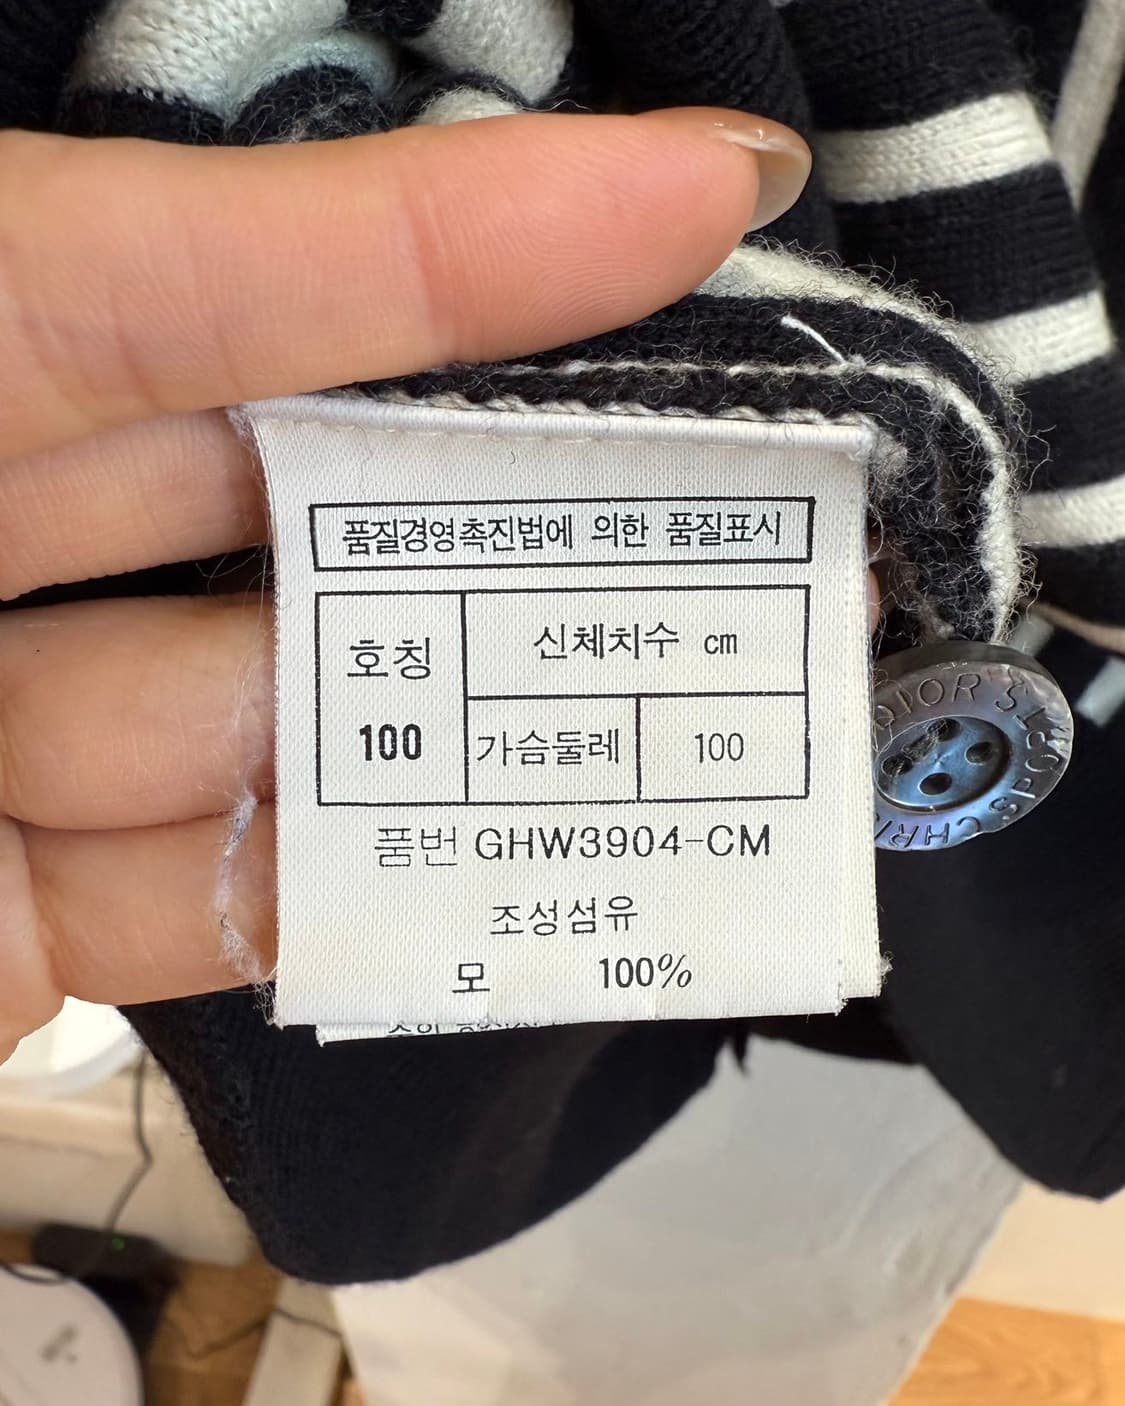 품질경영촉진법에 의한 품질표시
호칭
100
신체치수 cm
가슴둘레
100
품번 GHW3904-CM
조성섬유
모 100%
DIOR'S